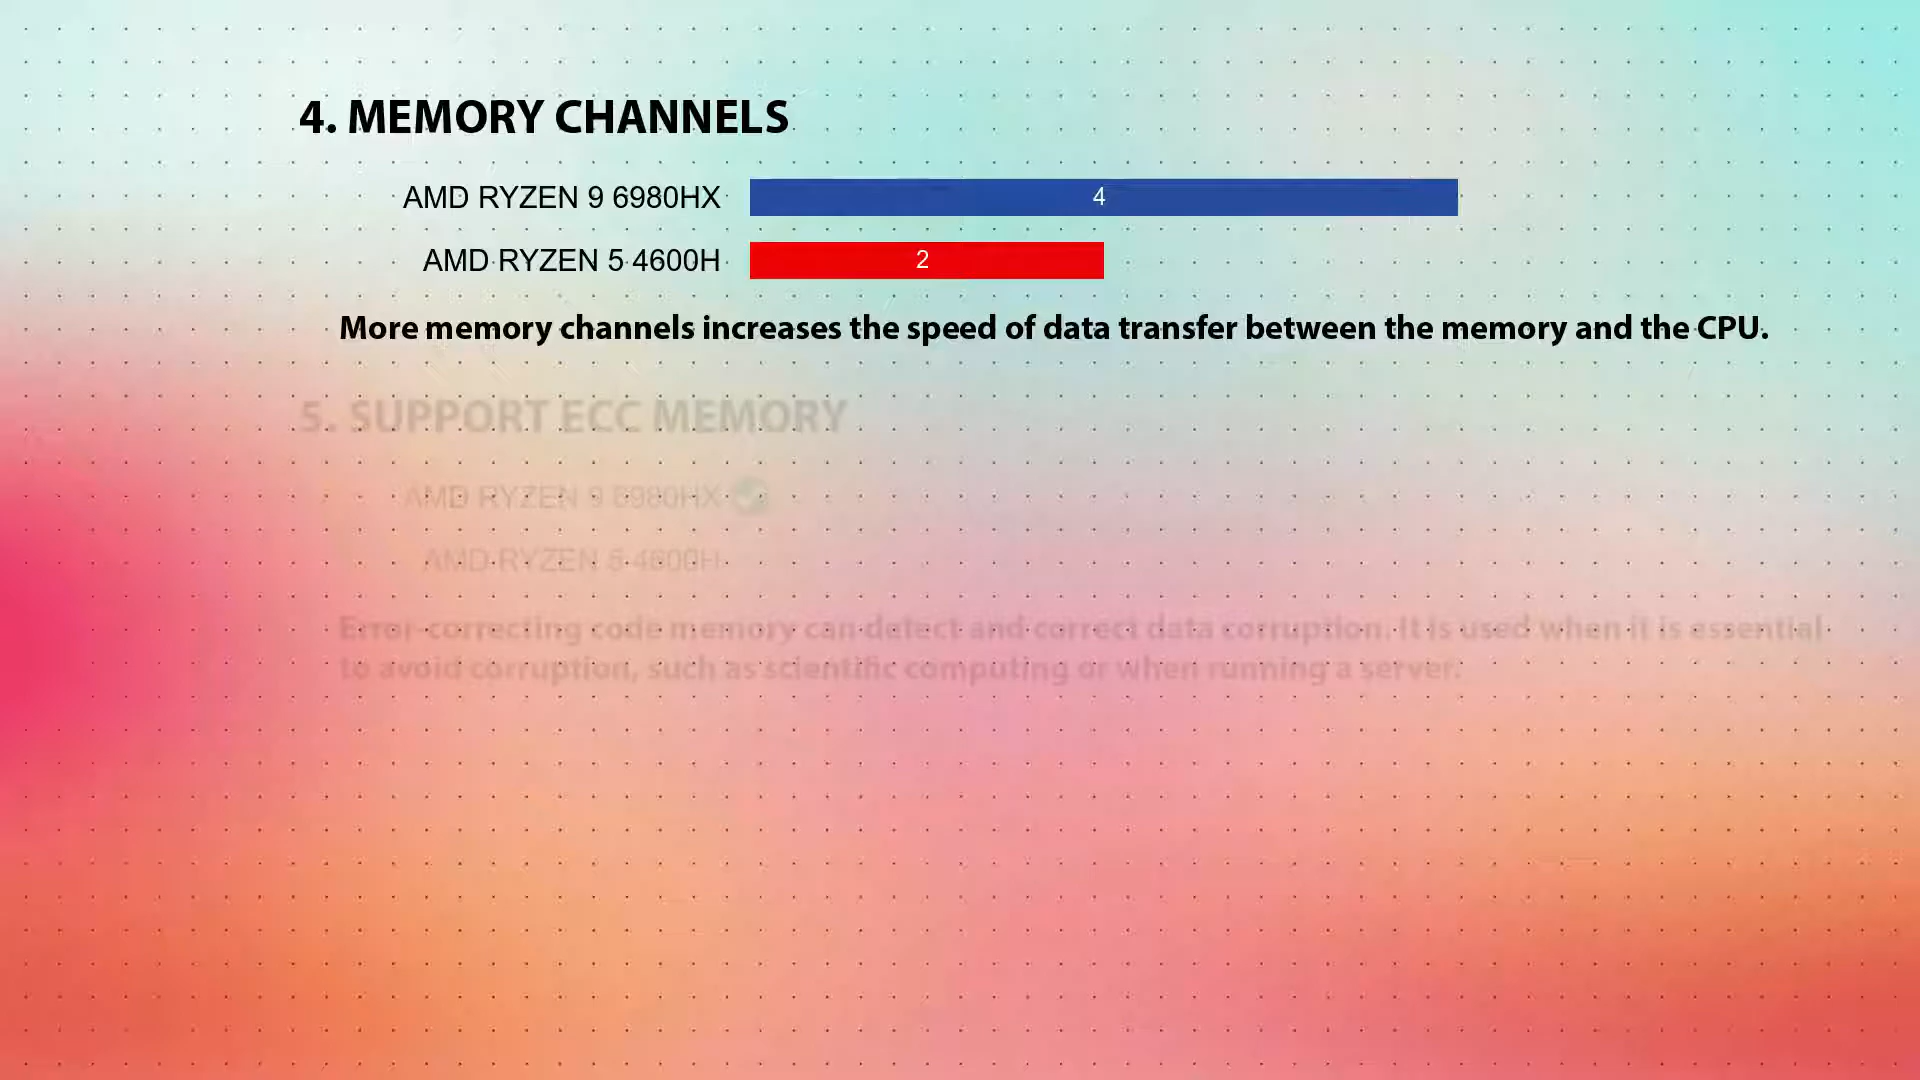 4. MEMORY CHANNELS
AMD RYZEN 9 6980HX 4
AMD RYZEN 5 4600H 2
More memory channels increases the speed of data transfer between the memory and the CPU.
5. SUPPORT ECC MEMORY
AMD RYZEN 9 6980HX
AMD RYZEN 5 4600H
Error-correcting code memory can detect and correct data corruption. It is used when it is essential
to avoid corruption, such as scientific computing or when running a server.